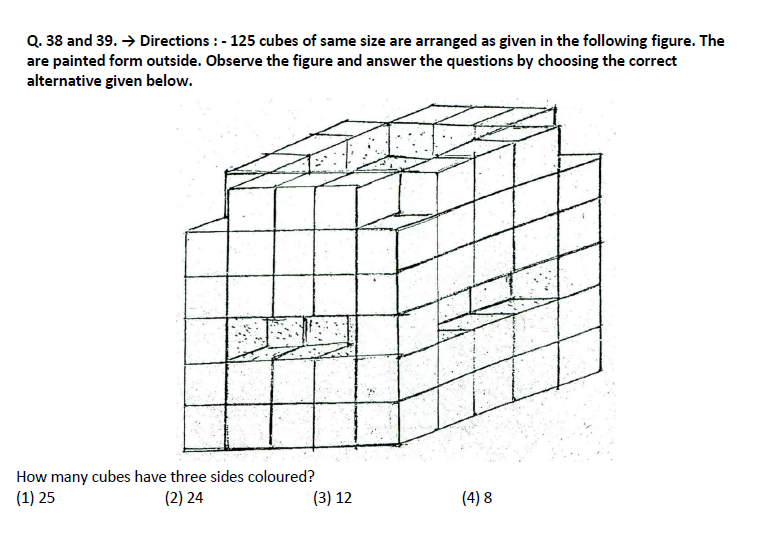 Q. 38 and 39. → Directions : - 125 cubes of same size are arranged as given in the following figure. The
are painted form outside. Observe the figure and answer the questions by choosing the correct
alternative given below.
How many cubes have three sides coloured?
(1) 25 (2) 24 (3) 12 (4) 8